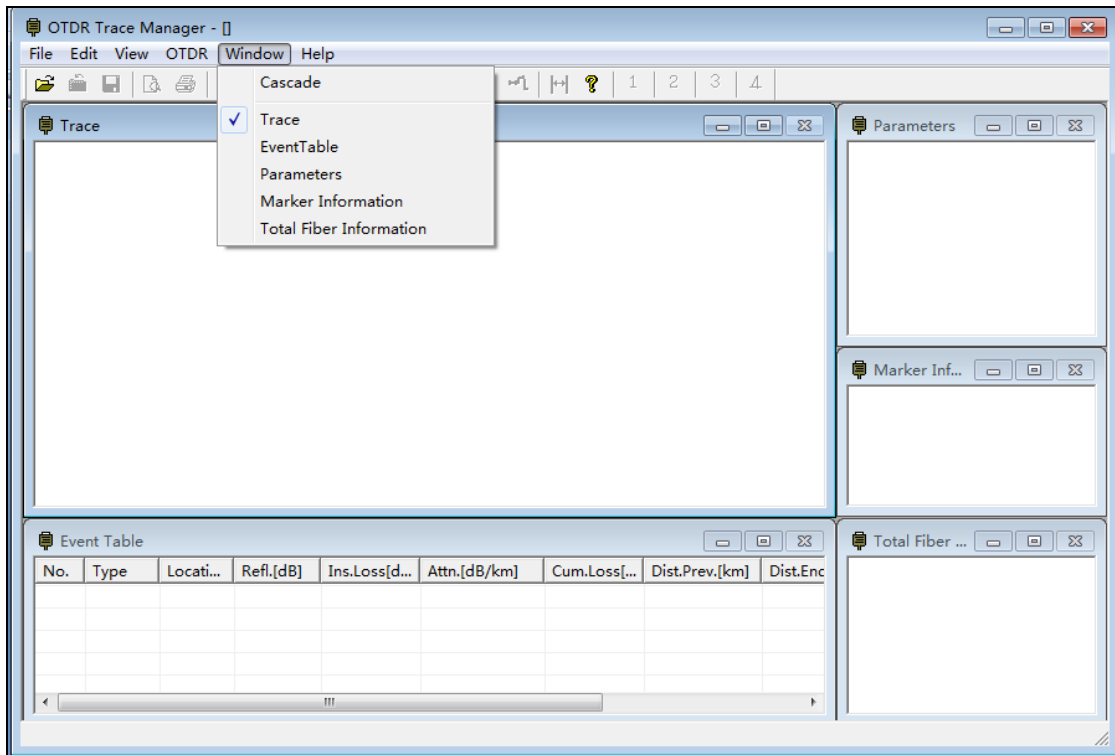 OTDR Trace Manager - []
File Edit View OTDR Window Help
1 2 3 4
Cascade
Trace
EventTable
Parameters
Marker Information
Total Fiber Information
Trace
Parameters
Marker Inf...
Event Table
No. Type Locati... Refl.[dB] Ins.Loss[d... Attn.[dB/km] Cum.Loss[... Dist.Prev.[km] Dist.Enc
Total Fiber ...